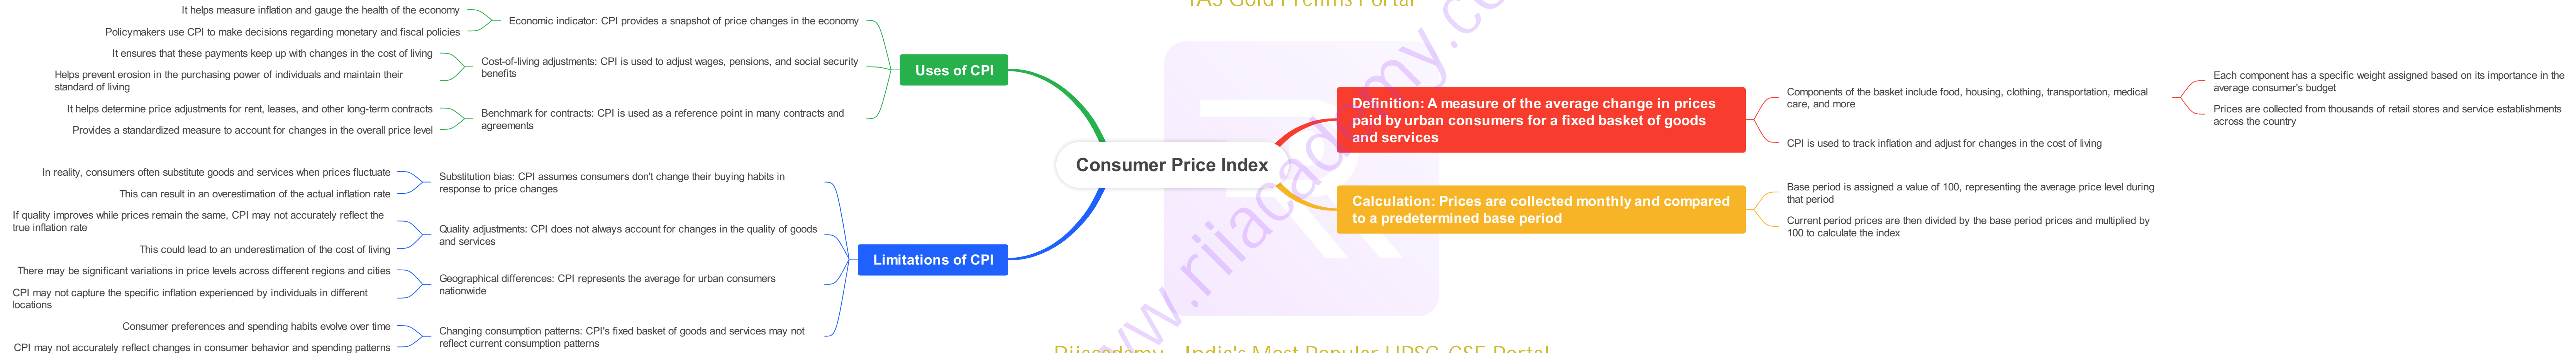 IAS Gold Prelims Portal
It helps measure inflation and gauge the health of the economy
Policymakers use CPI to make decisions regarding monetary and fiscal policies
Economic indicator: CPI provides a snapshot of price changes in the economy
It ensures that these payments keep up with changes in the cost of living
Helps prevent erosion in the purchasing power of individuals and maintain their
standard of living
Cost-of-living adjustments: CPI is used to adjust wages, pensions, and social security
benefits
It helps determine price adjustments for rent, leases, and other long-term contracts
Provides a standardized measure to account for changes in the overall price level
Benchmark for contracts: CPI is used as a reference point in many contracts and
agreements
Uses of CPI
In reality, consumers often substitute goods and services when prices fluctuate
This can result in an overestimation of the actual inflation rate
Substitution bias: CPI assumes consumers don't change their buying habits in
response to price changes
If quality improves while prices remain the same, CPI may not accurately reflect the
true inflation rate
This could lead to an underestimation of the cost of living
Quality adjustments: CPI does not always account for changes in the quality of goods
and services
There may be significant variations in price levels across different regions and cities
CPI may not capture the specific inflation experienced by individuals in different
locations
Geographical differences: CPI represents the average for urban consumers
nationwide
Consumer preferences and spending habits evolve over time
CPI may not accurately reflect changes in consumer behavior and spending patterns
Changing consumption patterns: CPI's fixed basket of goods and services may not
reflect current consumption patterns
Limitations of CPI
Consumer Price Index
Definition: A measure of the average change in prices
paid by urban consumers for a fixed basket of goods
and services
Components of the basket include food, housing, clothing, transportation, medical
care, and more
Each component has a specific weight assigned based on its importance in the
average consumer's budget
Prices are collected from thousands of retail stores and service establishments
across the country
CPI is used to track inflation and adjust for changes in the cost of living
Calculation: Prices are collected monthly and compared
to a predetermined base period
Base period is assigned a value of 100, representing the average price level during
that period
Current period prices are then divided by the base period prices and multiplied by
100 to calculate the index
www.rijiacademy.co